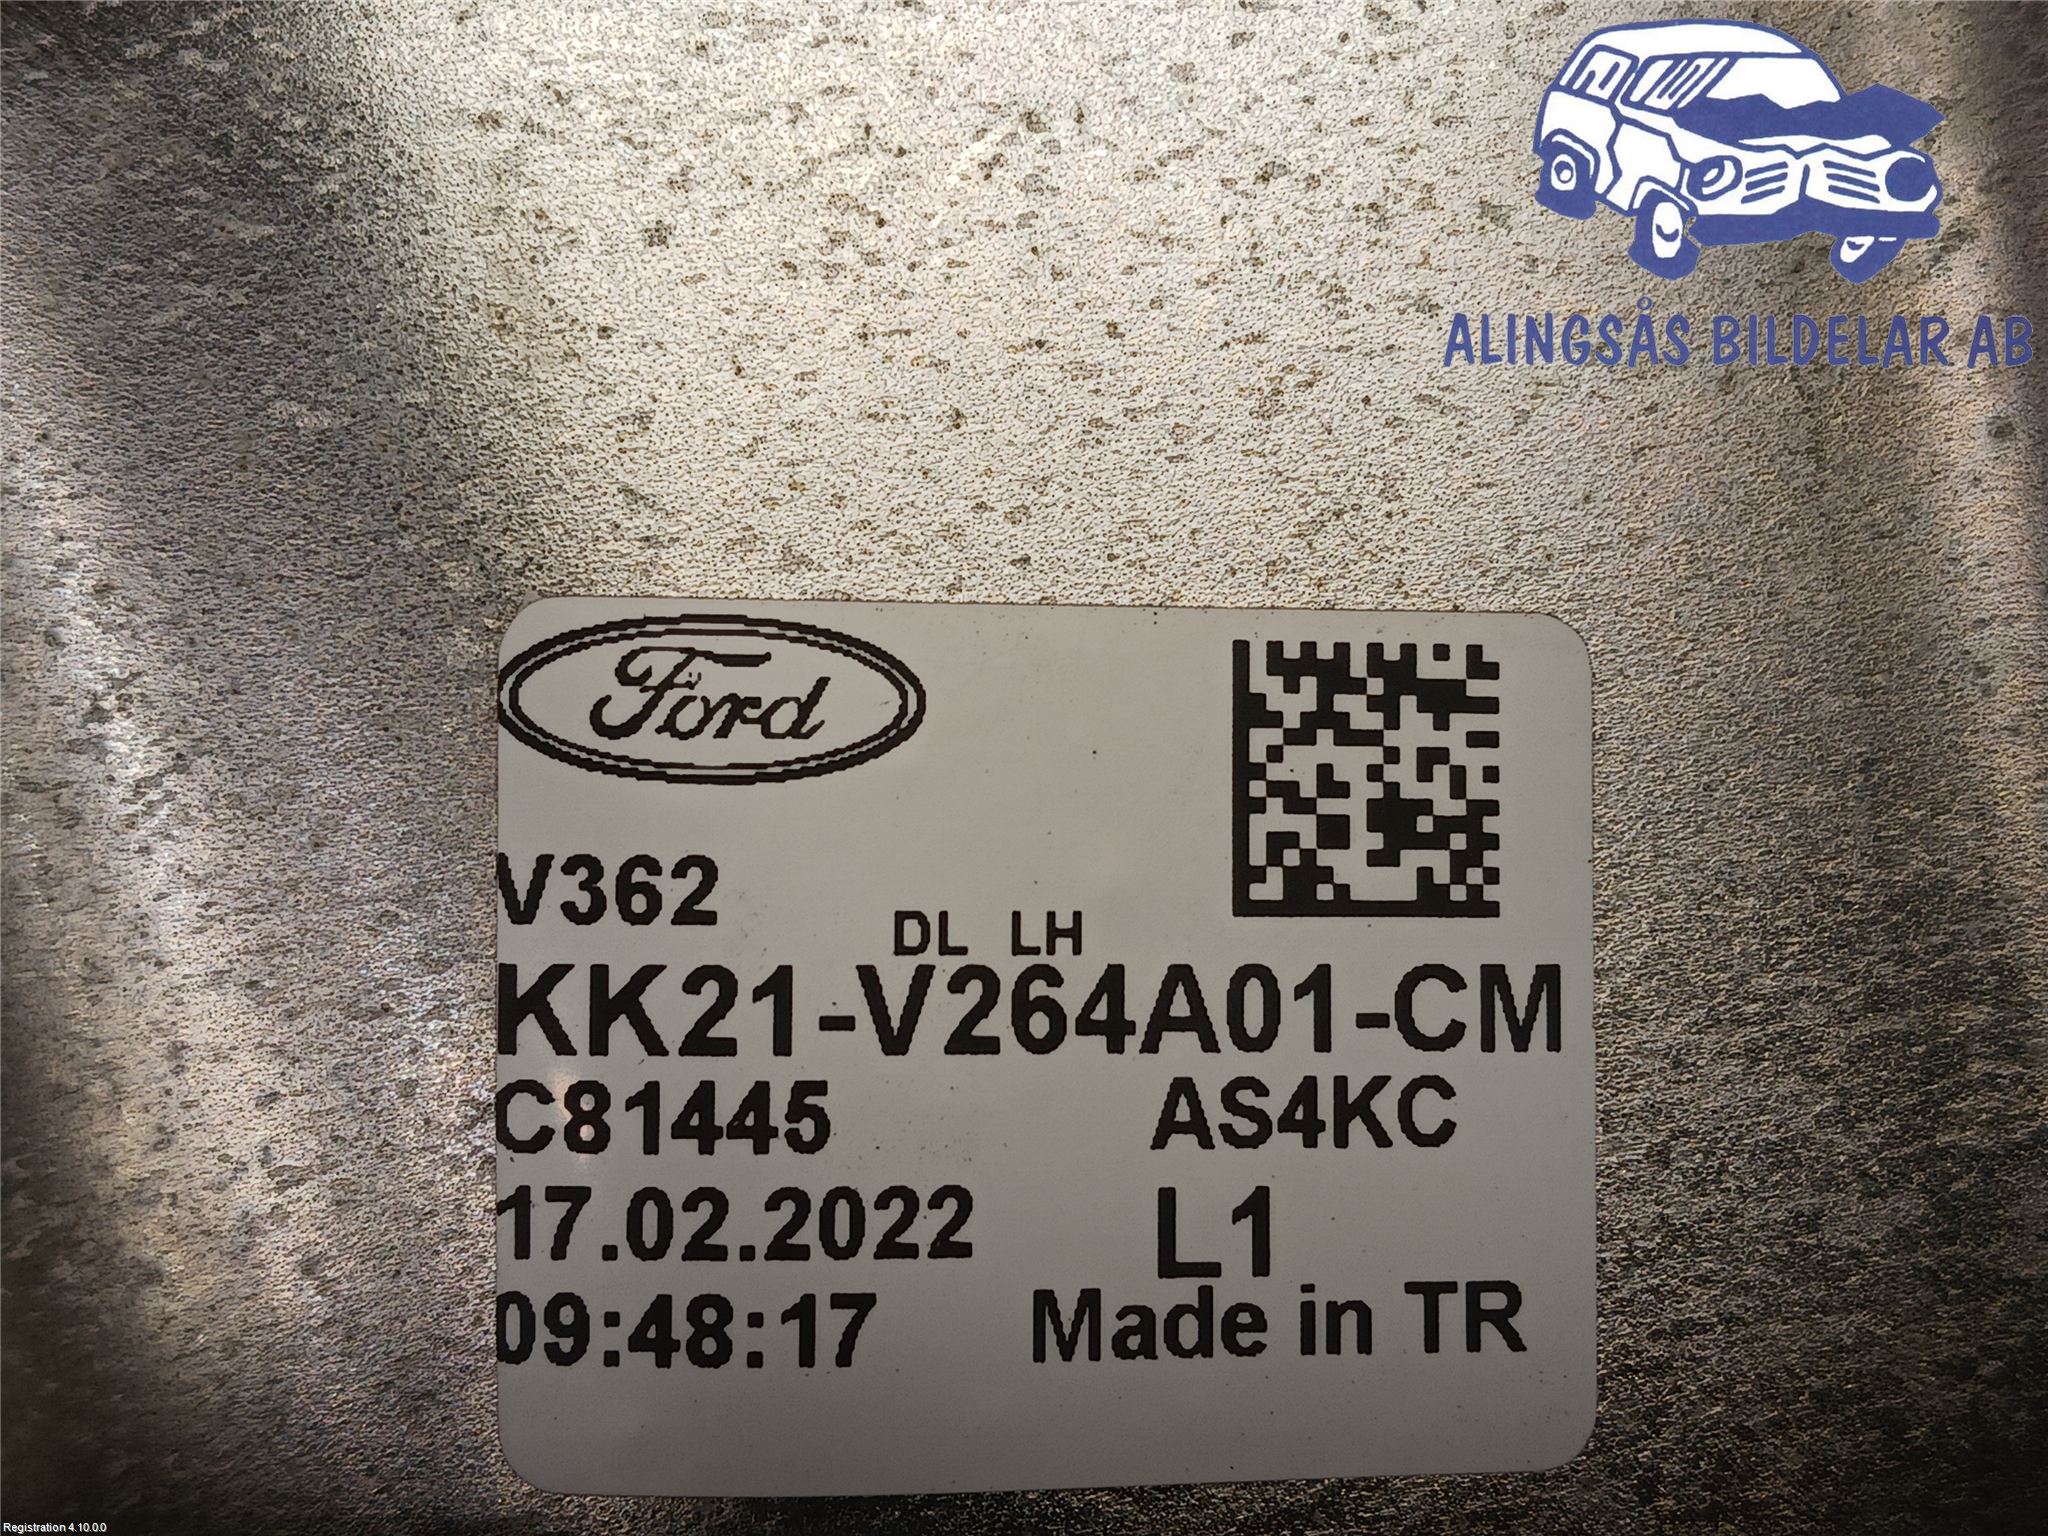 ALINGSÅS BILDELAR AB
Ford
V362
DL LH
KK21-V264A01-CM
C81445 AS4KC
17.02.2022 L1
09:48:17 Made in TR
Registration 4.10.0.0